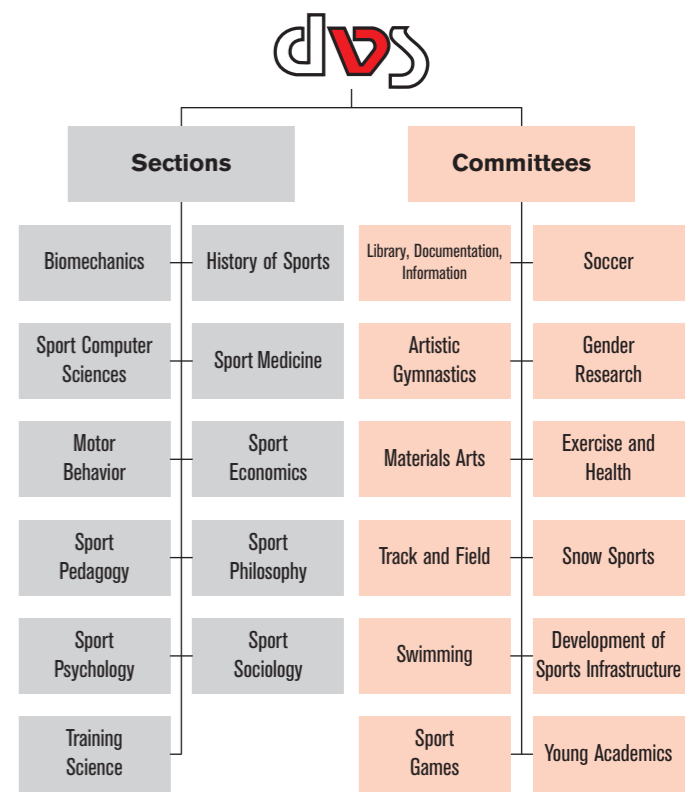 dvs
Sections
Committees
Biomechanics
History of Sports
Library, Documentation,
Information
Soccer
Sport Computer
Sciences
Sport Medicine
Artistic
Gymnastics
Gender
Research
Motor
Behavior
Sport
Economics
Materials Arts
Exercise and
Health
Sport
Pedagogy
Sport
Philosophy
Track and Field
Snow Sports
Sport
Psychology
Sport
Sociology
Swimming
Development of
Sports Infrastructure
Training
Science
Sport
Games
Young Academics